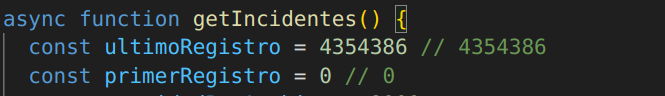 async function getIncidentes() {
const ultimoRegistro = 4354386 // 4354386
const primerRegistro = 0 // 0